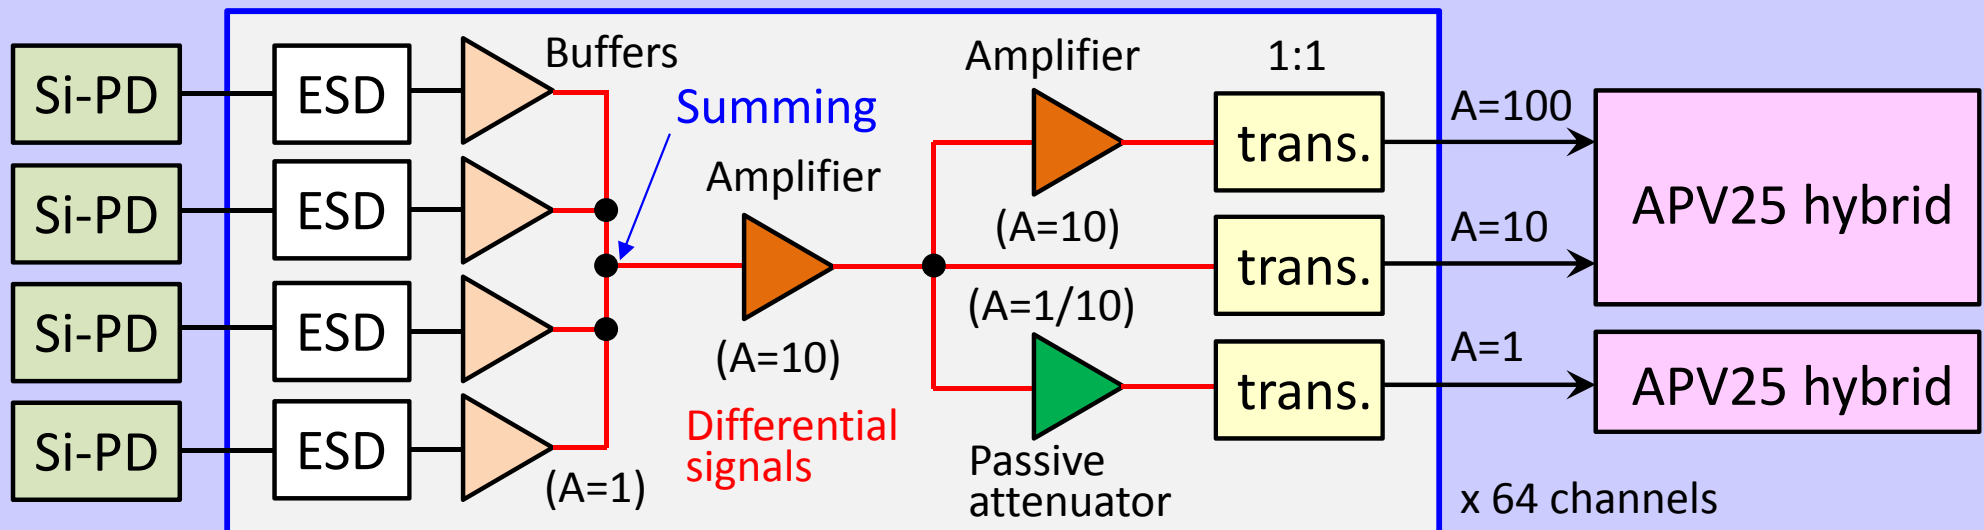 Si-PD
ESD
Buffers
Summing
Si-PD
ESD
Si-PD
ESD
Si-PD
ESD
(A=1)
Amplifier
(A=10)
Differential
signals
Amplifier
(A=10)
(A=1/10)
Passive
attenuator
1:1
trans.
trans.
trans.
A=100
A=10
A=1
APV25 hybrid
APV25 hybrid
x 64 channels